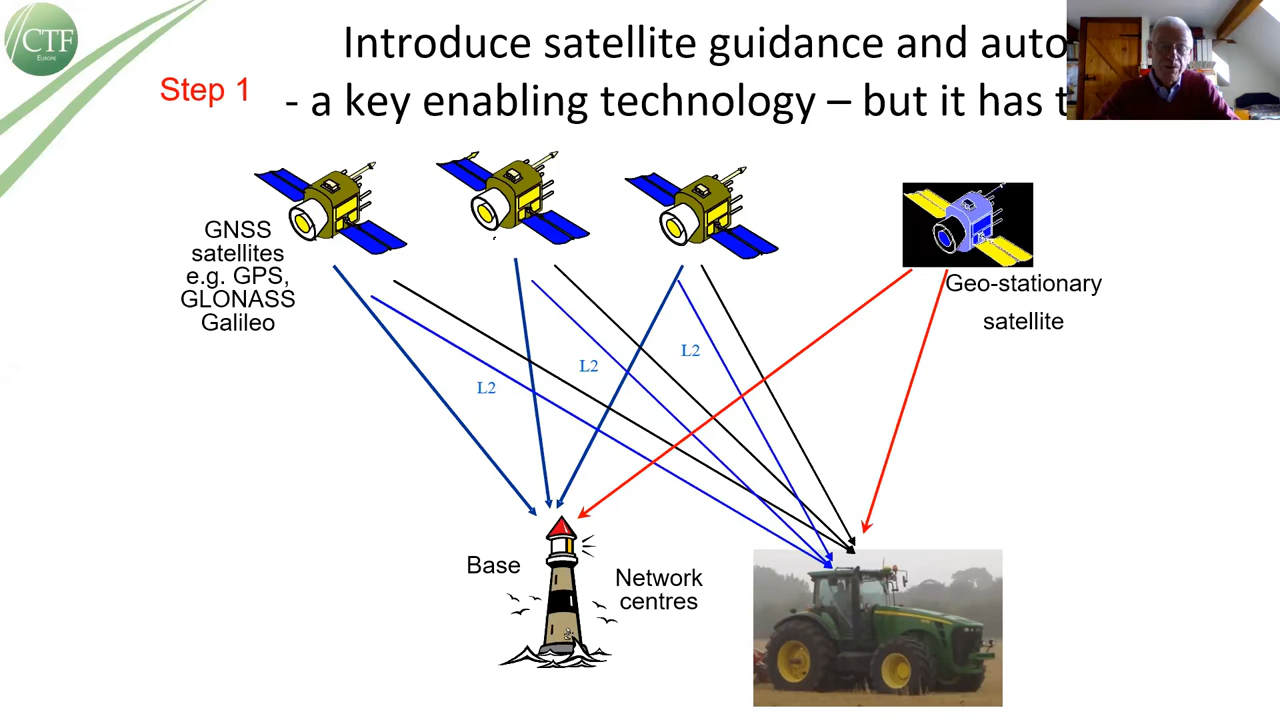 CTF
Europe
Step 1
Introduce satellite guidance and auto
- a key enabling technology – but it has
GNSS
satellites
e.g. GPS,
GLONASS
Galileo
Geo-stationary
satellite
L2
L2
L2
Base
Network
centres